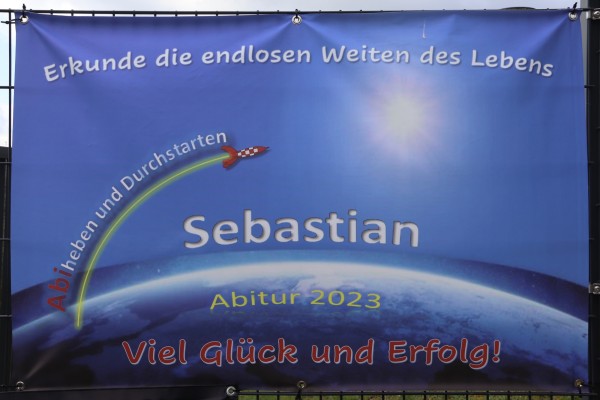 Erkunde die endlosen Weiten des Lebens
Abiheben und Durchstarten
Sebastian
Abitur 2023
Viel Glück und Erfolg!